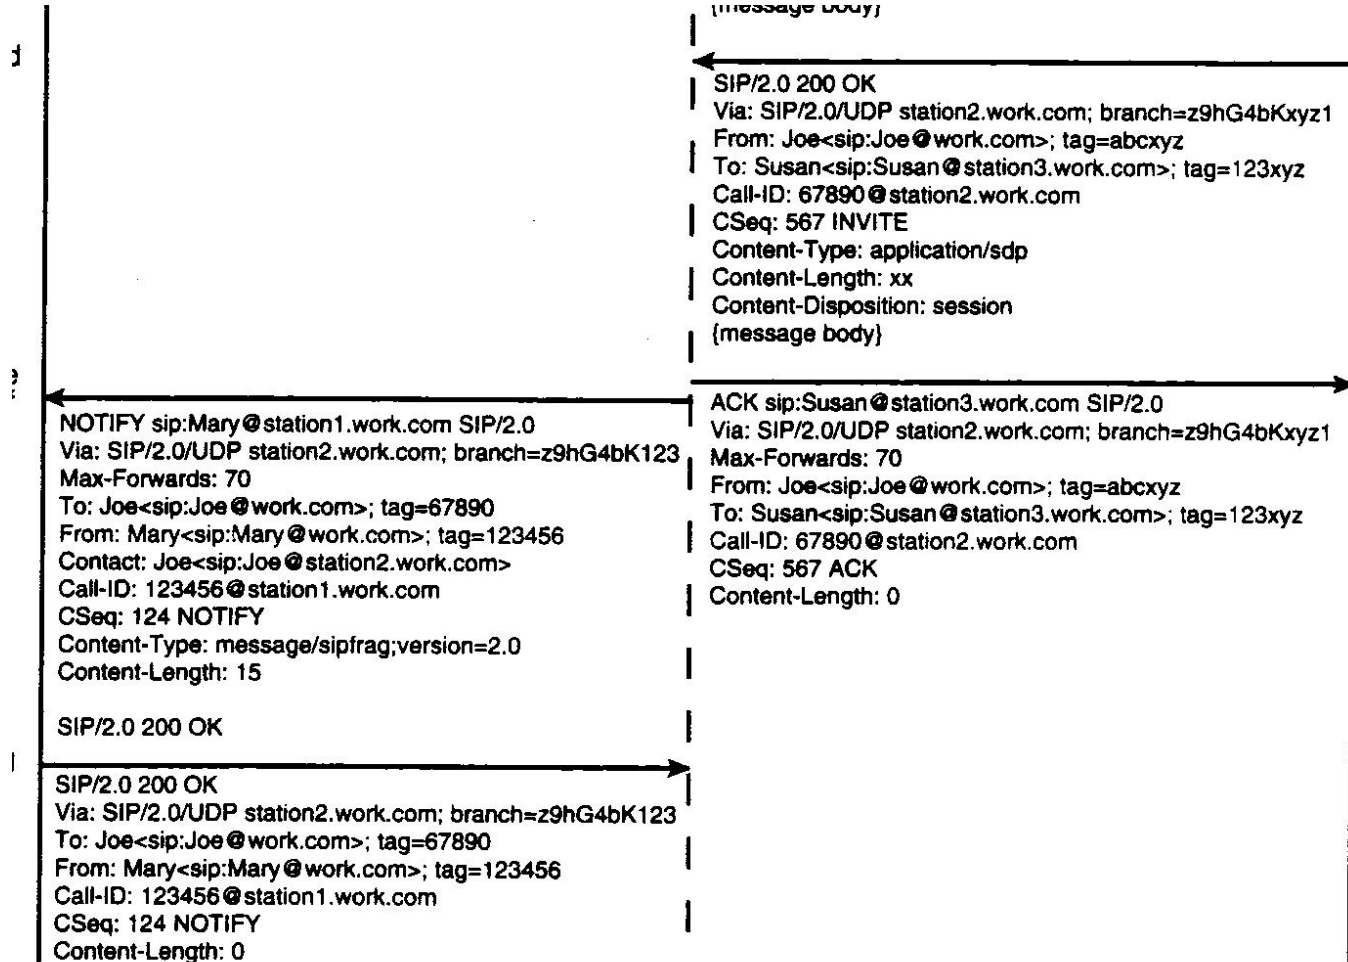 SIP/2.0 200 OK
Via: SIP/2.0/UDP station2.work.com; branch=z9hG4bKxyz1
From: Joe<sip:Joe@work.com>; tag=abcxyz
To: Susan<sip:Susan@station3.work.com>; tag=123xyz
Call-ID: 67890@station2.work.com
CSeq: 567 INVITE
Content-Type: application/sdp
Content-Length: xx
Content-Disposition: session
{message body}
NOTIFY sip:Mary@station1.work.com SIP/2.0
Via: SIP/2.0/UDP station2.work.com; branch=z9hG4bK123
Max-Forwards: 70
To: Joe<sip:Joe@work.com>; tag=67890
From: Mary<sip:Mary@work.com>; tag=123456
Contact: Joe<sip:Joe@station2.work.com>
Call-ID: 123456@station1.work.com
CSeq: 124 NOTIFY
Content-Type: message/sipfrag;version=2.0
Content-Length: 15
SIP/2.0 200 OK
ACK sip:Susan@station3.work.com SIP/2.0
Via: SIP/2.0/UDP station2.work.com; branch=z9hG4bKxyz1
Max-Forwards: 70
From: Joe<sip:Joe@work.com>; tag=abcxyz
To: Susan<sip:Susan@station3.work.com>; tag=123xyz
Call-ID: 67890@station2.work.com
CSeq: 567 ACK
Content-Length: 0
SIP/2.0 200 OK
Via: SIP/2.0/UDP station2.work.com; branch=z9hG4bK123
To: Joe<sip:Joe@work.com>; tag=67890
From: Mary<sip:Mary@work.com>; tag=123456
Call-ID: 123456@station1.work.com
CSeq: 124 NOTIFY
Content-Length: 0